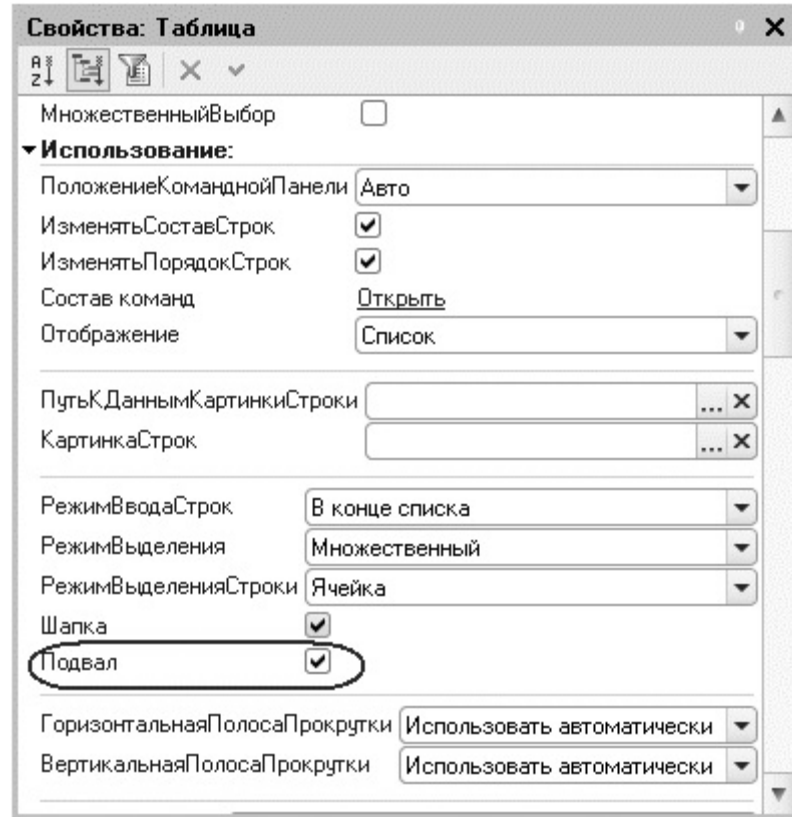 Свойства: Таблица
МножественныйВыбор
Использование:
ПоложениеКоманднойПанели Авто
ИзменятьСоставСтрок
ИзменятьПорядокСтрок
Состав команд Открыть
Отображение Список
ПутьКДаннымКартинкиСтроки ...
КартинкаСтрок ...
РежимВводаСтрок В конце списка
РежимВыделения Множественный
РежимВыделенияСтроки Ячейка
Шапка
Подвал
ГоризонтальнаяПолосаПрокрутки Использовать автоматически
ВертикальнаяПолосаПрокрутки Использовать автоматически